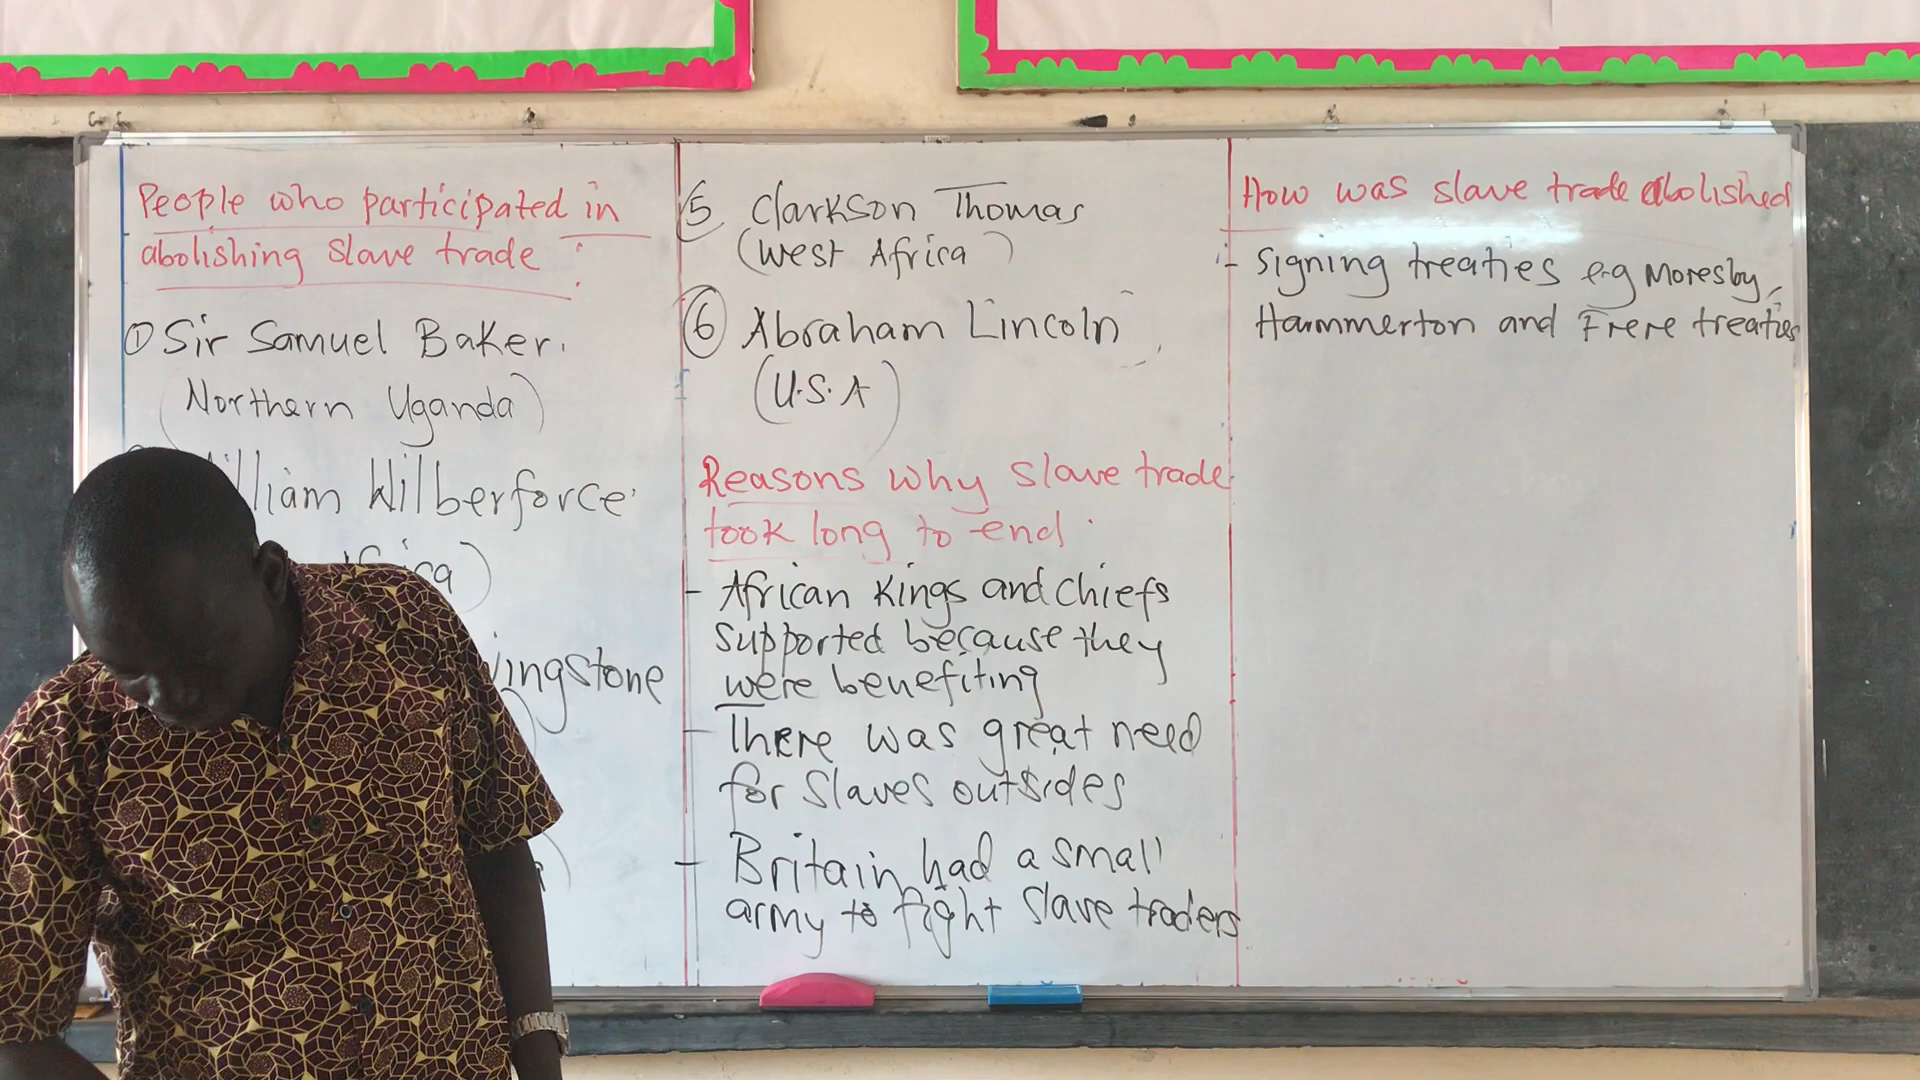 People who participated in
abolishing slave trade :
① Sir Samuel Baker.
(Northern Uganda)
Wilberforce.
5 Clarkson Thomas
(West Africa)
⑥ Abraham Lincoln
(U.S.A)
Reasons why slave trade
took long to end.
- African Kings and chiefs
supported because they
were benefiting
- There was great need
for slaves outsides
- Britain had a small
army to fight slave traders
How was slave trade abolished
- Signing treaties e.g Moresby,
Hammerton and Frere treaties